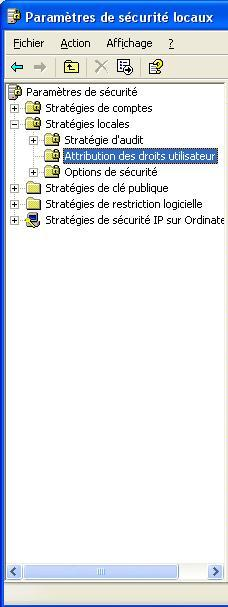 Paramètres de sécurité locaux
Fichier Action Affichage ?
Paramètres de sécurité
Stratégies de comptes
Stratégies locales
Stratégie d'audit
Attribution des droits utilisateur
Options de sécurité
Stratégies de clé publique
Stratégies de restriction logicielle
Stratégies de sécurité IP sur Ordinate